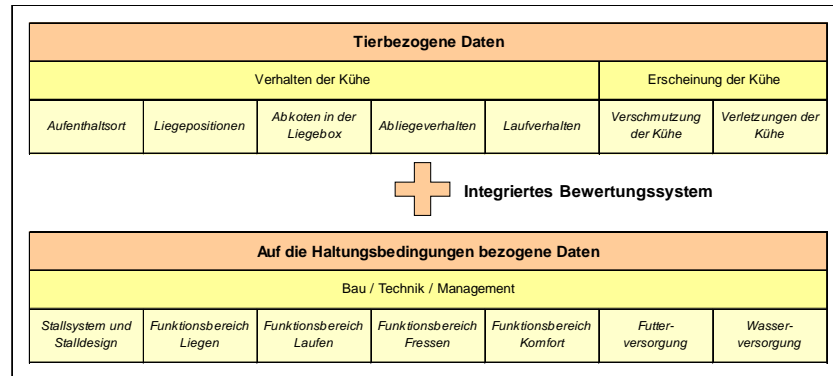 Tierbezogene Daten
Verhalten der Kühe
Erscheinung der Kühe
Aufenthaltsort
Liegepositionen
Abkoten in der
Liegebox
Abliegeverhalten
Laufverhalten
Verschmutzung
der Kühe
Verletzungen der
Kühe
Integriertes Bewertungssystem
Auf die Haltungsbedingungen bezogene Daten
Bau / Technik / Management
Stallsystem und
Stalldesign
Funktionsbereich
Liegen
Funktionsbereich
Laufen
Funktionsbereich
Fressen
Funktionsbereich
Komfort
Futter-
versorgung
Wasser-
versorgung